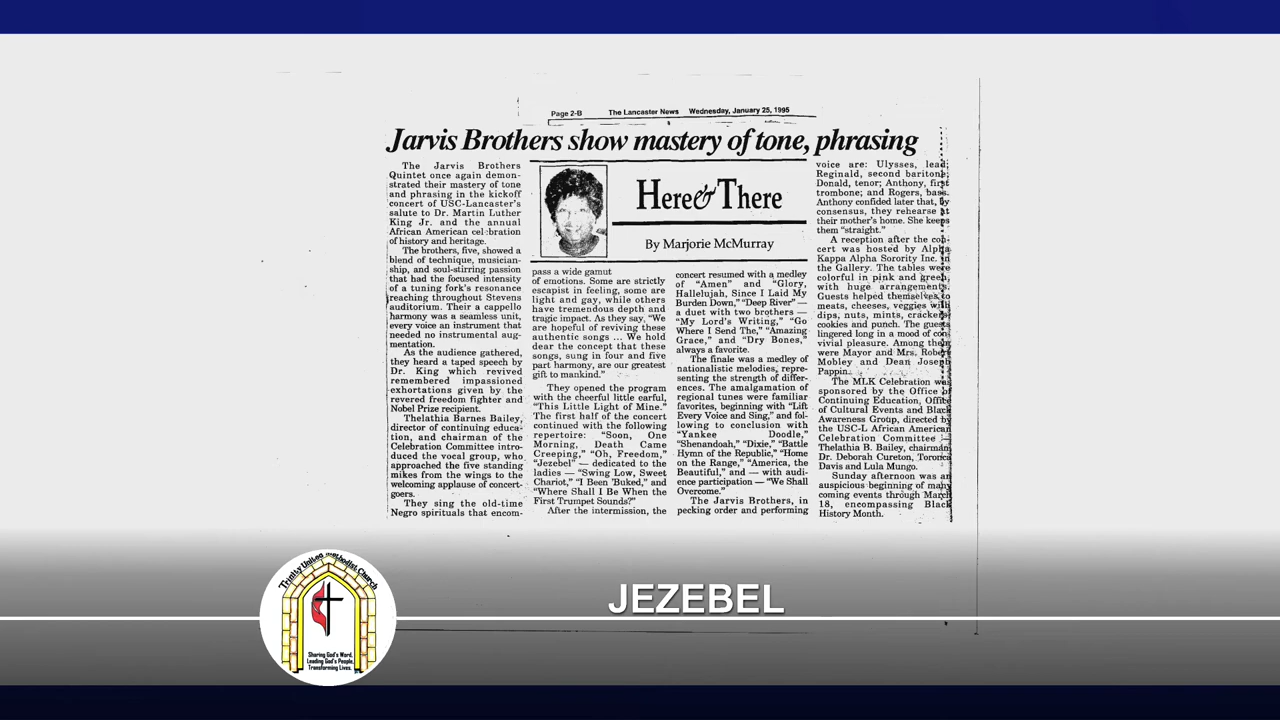 Page 2-B The Lancaster News Wednesday, January 25, 1995
Jarvis Brothers show mastery of tone, phrasing
The Jarvis Brothers
Quintet once again demon-
strated their mastery of tone
and phrasing in the kickoff
concert of USC-Lancaster's
salute to Dr. Martin Luther
King Jr. and the annual
African American celebration
of history and heritage.
The brothers, five, showed a
blend of technique, musician-
ship, and soul-stirring passion
that had the focused intensity
of a tuning fork's resonance
reaching throughout Stevens
auditorium. Their a cappello
harmony was a seamless unit,
every voice an instrument that
needed no instrumental aug-
mentation.
As the audience gathered,
they heard a taped speech by
Dr. King which revived
remembered impassioned
exhortations given by the
revered freedom fighter and
Nobel Prize recipient.
Thelathia Barnes Bailey,
director of continuing educa-
tion, and chairman of the
Celebration Committee intro-
duced the vocal group, who
approached the five standing
mikes from the wings to the
welcoming applause of concert-
goers.
They sing the old-time
Negro spirituals that encom-
Here & There
By Marjorie McMurray
pass a wide gamut
of emotions. Some are strictly
escapist in feeling, some are
light and gay, while others
have tremendous depth and
tragic impact. As they say, "We
are hopeful of reviving these
authentic songs ... We hold
dear the concept that these
songs, sung in four and five
part harmony, are our greatest
gift to mankind."
They opened the program
with the cheerful little earful,
"This Little Light of Mine."
The first half of the concert
continued with the following
repertoire: "Soon, One
Morning, Death Came
Creeping," "Oh, Freedom,"
"Jezebel" — dedicated to the
ladies — "Swing Low, Sweet
Chariot," "I Been 'Buked," and
"Where Shall I Be When the
First Trumpet Sounds?"
After the intermission, the
concert resumed with a medley
of "Amen" and "Glory,
Hallelujah, Since I Laid My
Burden Down," "Deep River" —
a duet with two brothers —
"My Lord's Writing," "Go
Where I Send The," "Amazing
Grace," and "Dry Bones,"
always a favorite.
The finale was a medley of
nationalistic melodies, repre-
senting the strength of differ-
ences. The amalgamation of
regional tunes were familiar
favorites, beginning with "Lift
Every Voice and Sing," and fol-
lowing to conclusion with
"Yankee Doodle,"
"Shenandoah," "Dixie," "Battle
Hymn of the Republic," "Home
on the Range," "America, the
Beautiful," and — with audi-
ence participation — "We Shall
Overcome."
The Jarvis Brothers, in
pecking order and performing
voice are: Ulysses, lead;
Reginald, second baritone;
Donald, tenor; Anthony, first
trombone; and Rogers, bass.
Anthony confided later that, by
consensus, they rehearse at
their mother's home. She keeps
them "straight."
A reception after the con-
cert was hosted by Alpha
Kappa Alpha Sorority Inc. in
the Gallery. The tables were
colorful in pink and green,
with huge arrangements.
Guests helped themselves to
meats, cheeses, veggies with
dips, nuts, mints, crackers,
cookies and punch. The guests
lingered long in a mood of con-
vivial pleasure. Among them
were Mayor and Mrs. Robert
Mobley and Dean Joseph
Pappin.
The MLK Celebration was
sponsored by the Office of
Continuing Education, Office
of Cultural Events and Black
Awareness Group, directed by
the USC-L African American
Celebration Committee —
Thelathia B. Bailey, chairman,
Dr. Deborah Cureton,
Davis and Lula Mungo.
Sunday afternoon was an
auspicious beginning of many
coming events through March
18, encompassing Black
History Month.
JEZEBEL
Trinity United Methodist Church
Sharing God's Word,
Leading God's People,
Transforming Lives.